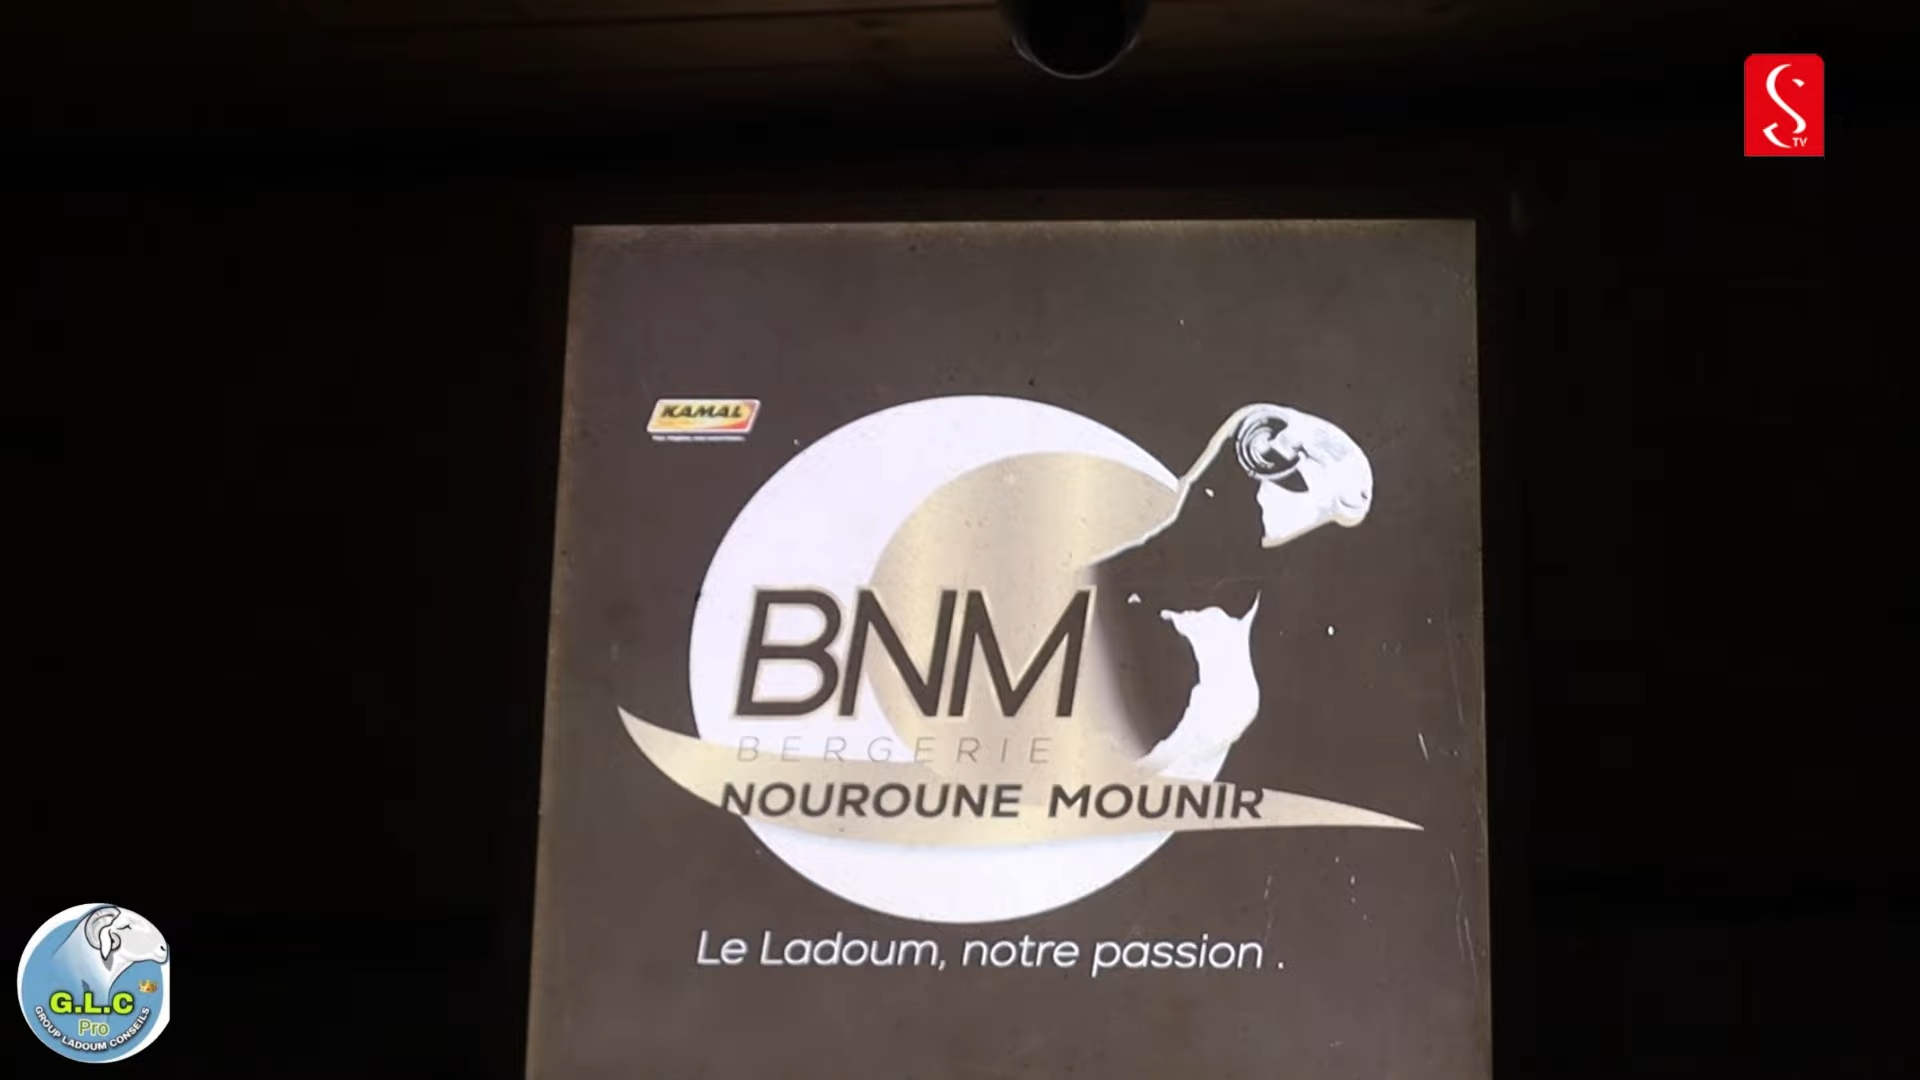 S
TV
KAMAL
BNM
BERGERIE
NOUROUNE MOUNIR
Le Ladoum, notre passion .
G.L.C
Pro
GROUP LADOUM CONSEILS